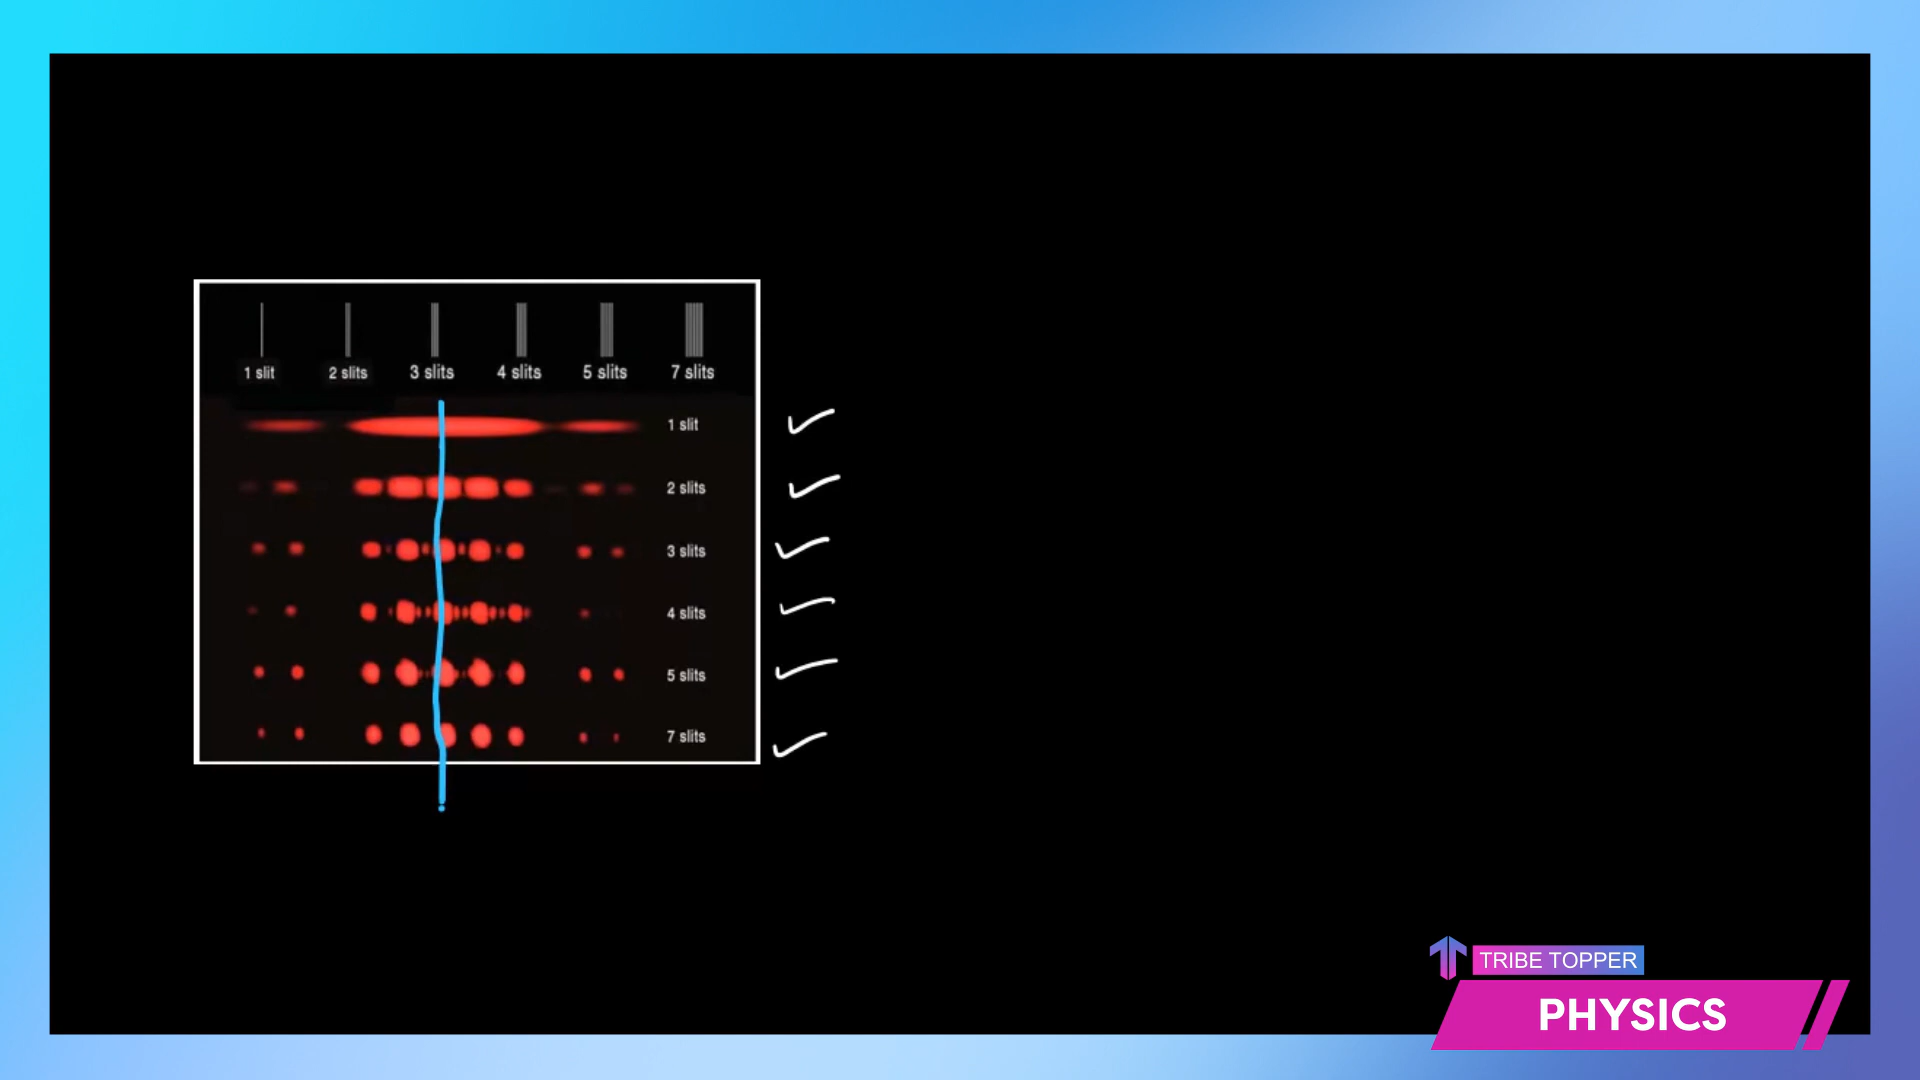 1 slit 2 slits 3 slits 4 slits 5 slits 7 slits
1 slit
2 slits
3 slits
4 slits
5 slits
7 slits
TRIBE TOPPER
PHYSICS